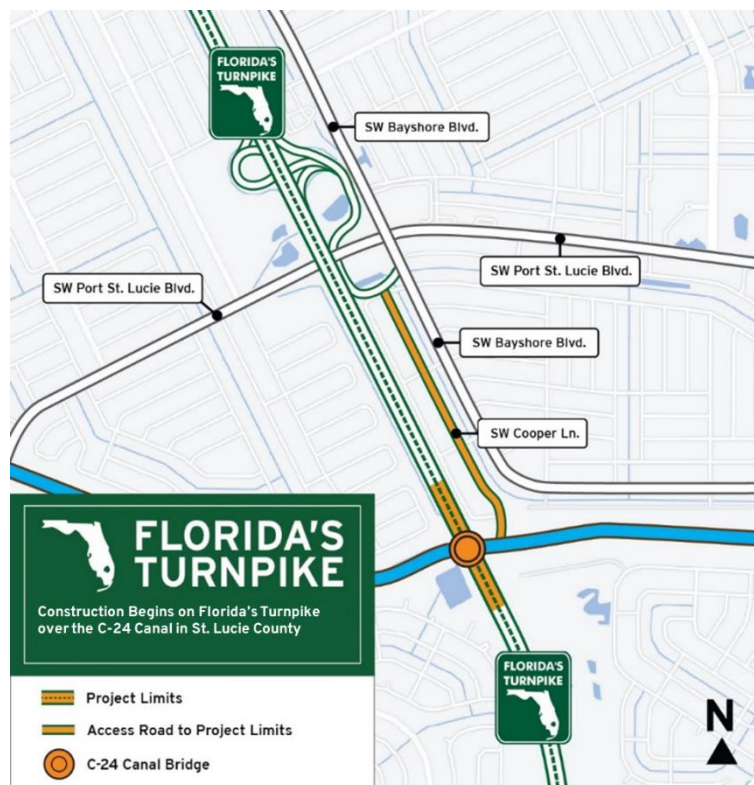 FLORIDA'S
TURNPIKE
SW Bayshore Blvd.
SW Port St. Lucie Blvd.
SW Port St. Lucie Blvd.
SW Bayshore Blvd.
SW Cooper Ln.
FLORIDA'S
TURNPIKE
Construction Begins on Florida's Turnpike
over the C-24 Canal in St. Lucie County
FLORIDA'S
TURNPIKE
Project Limits
Access Road to Project Limits
C-24 Canal Bridge
N